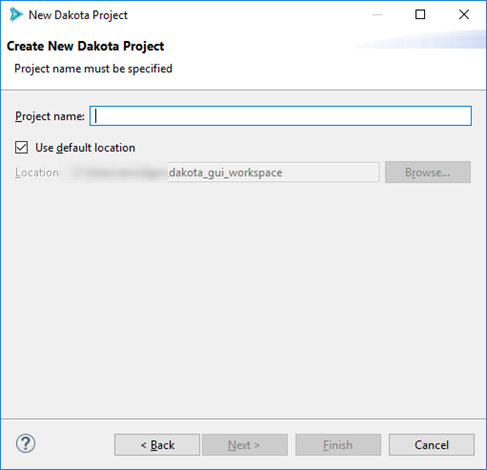 New Dakota Project
Create New Dakota Project
Project name must be specified
Project name:
Use default location
Location dakota_gui_workspace Browse...
? < Back Next > Finish Cancel